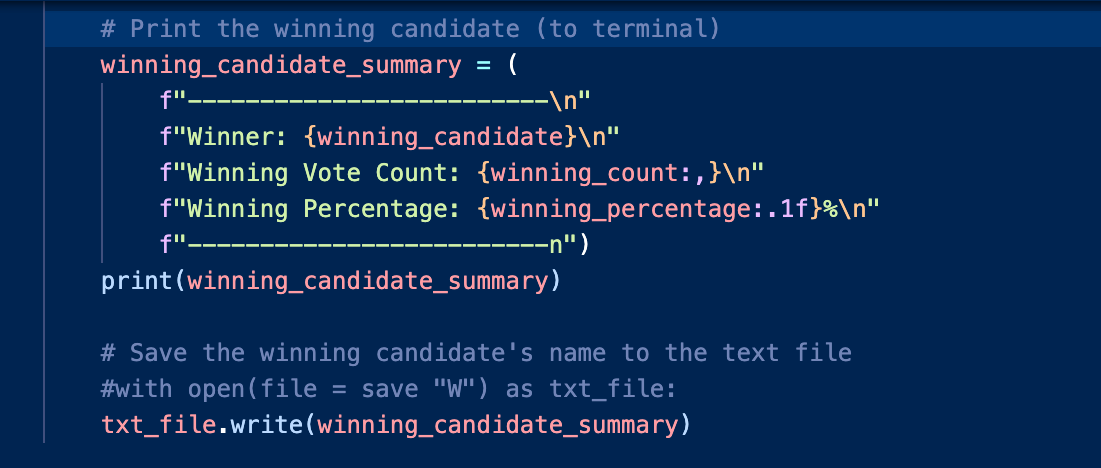 # Print the winning candidate (to terminal)
winning_candidate_summary = (
f"-------------------------\n"
f"Winner: {winning_candidate}\n"
f"Winning Vote Count: {winning_count:,}\n"
f"Winning Percentage: {winning_percentage:.1f}%\n"
f"-------------------------n")
print(winning_candidate_summary)
# Save the winning candidate's name to the text file
#with open(file = save "W") as txt_file:
txt_file.write(winning_candidate_summary)